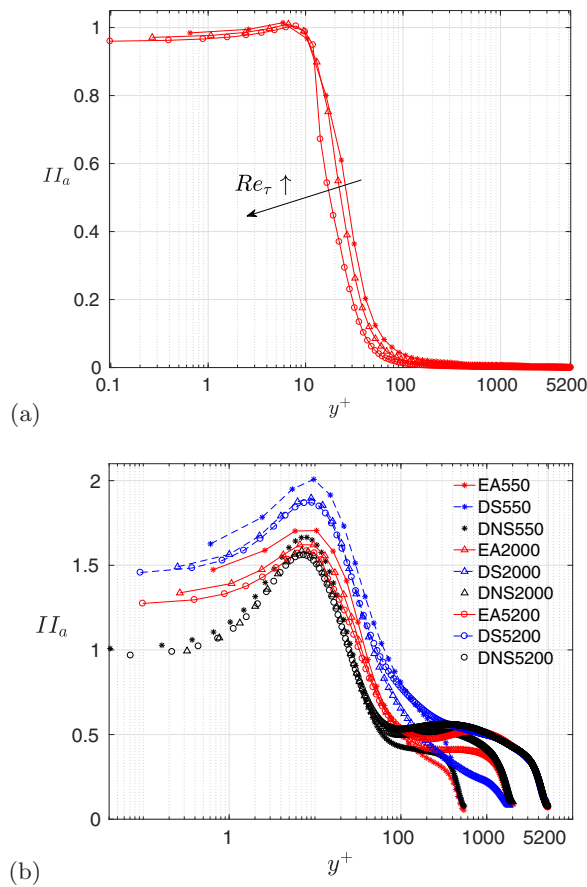 1
0.8
0.6
II_a
Re_τ ↑
0.4
0.2
0
0.1 1 10 100 1000 5200
y^+
(a)
2
EA550
DS550
DNS550
1.5
EA2000
DS2000
DNS2000
II_a
1
EA5200
DS5200
DNS5200
0.5
0
1 100 1000 5200
y^+
(b)